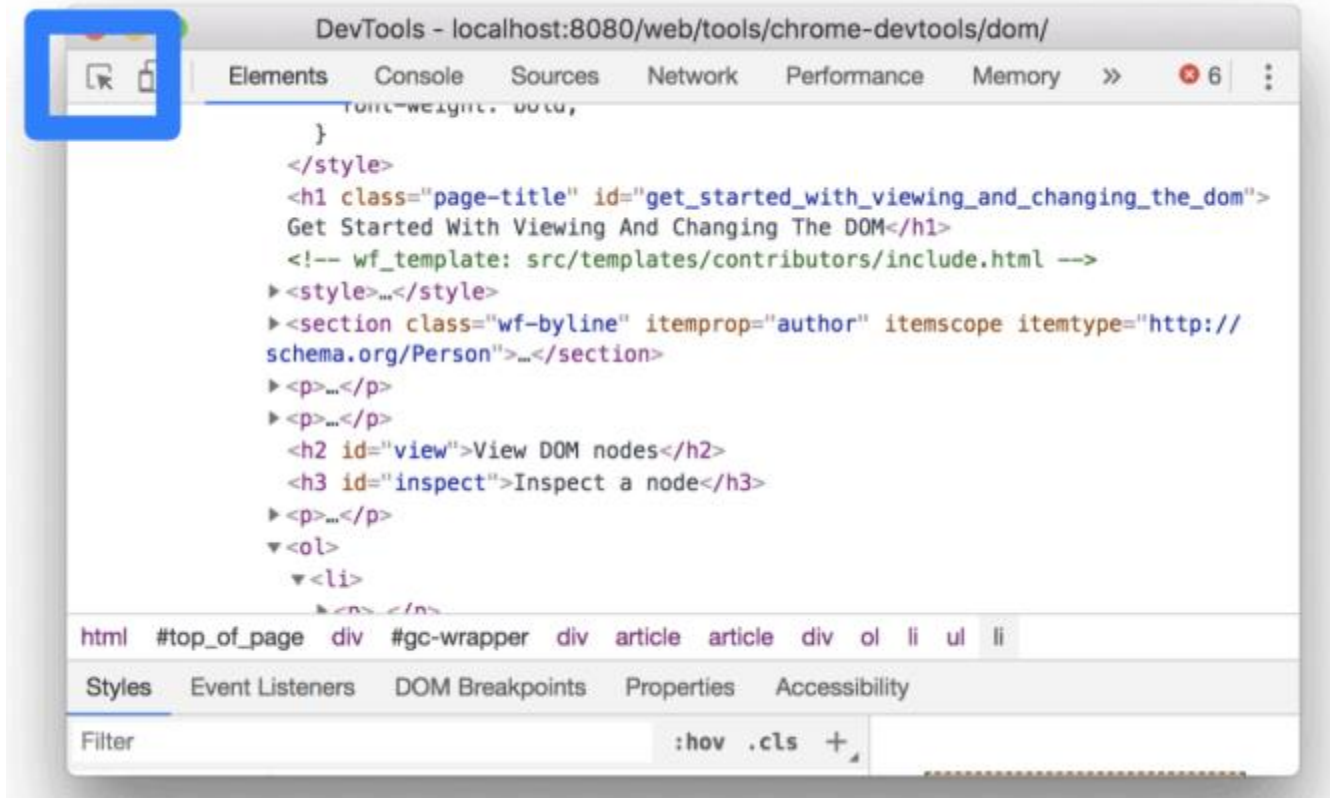 DevTools - localhost:8080/web/tools/chrome-devtools/dom/
Elements Console Sources Network Performance Memory » 6
font-weight: bold;
}
</style>
<h1 class="page-title" id="get_started_with_viewing_and_changing_the_dom">
Get Started With Viewing And Changing The DOM</h1>
<!-- wf_template: src/templates/contributors/include.html -->
<style>…</style>
<section class="wf-byline" itemprop="author" itemscope itemtype="http://
schema.org/Person">…</section>
<p>…</p>
<p>…</p>
<h2 id="view">View DOM nodes</h2>
<h3 id="inspect">Inspect a node</h3>
<p>…</p>
<ol>
<li>
<p>…</p>
html #top_of_page div #gc-wrapper div article article div ol li ul li
Styles Event Listeners DOM Breakpoints Properties Accessibility
Filter :hov .cls +